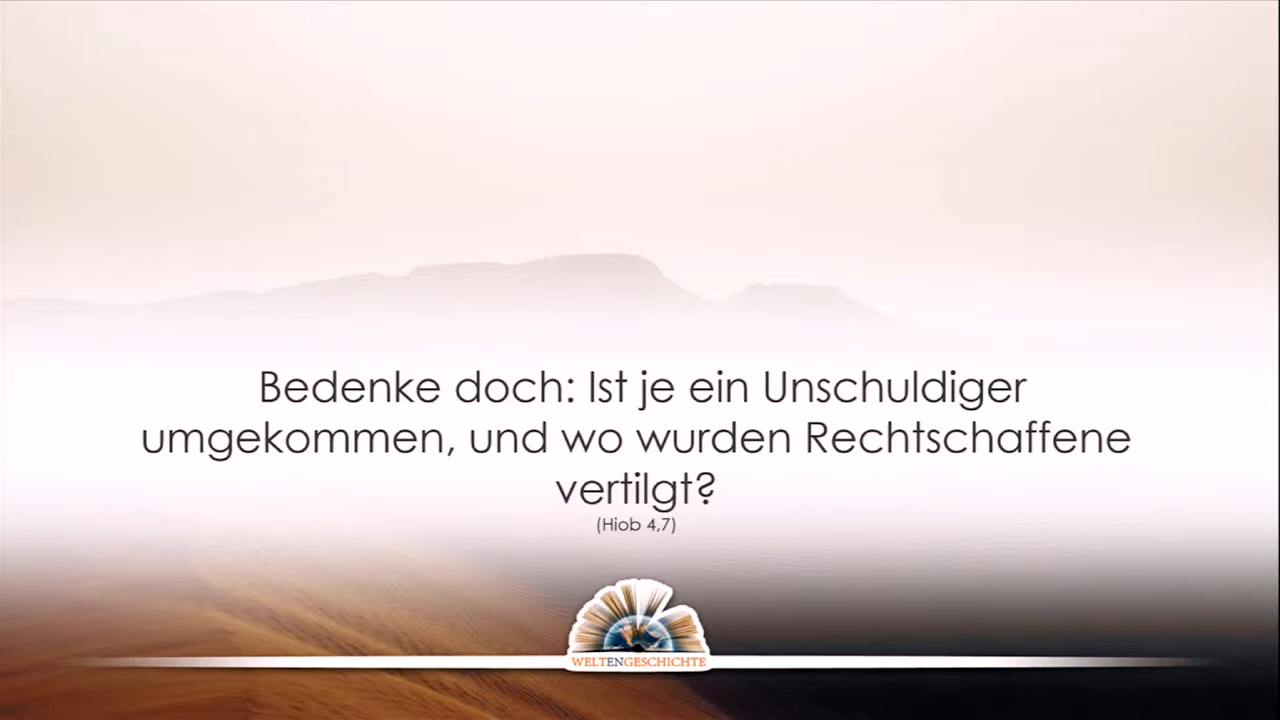 Bedenke doch: Ist je ein Unschuldiger
umgekommen, und wo wurden Rechtschaffene
vertilgt?
(Hiob 4,7)
WELTENGESCHICHTE